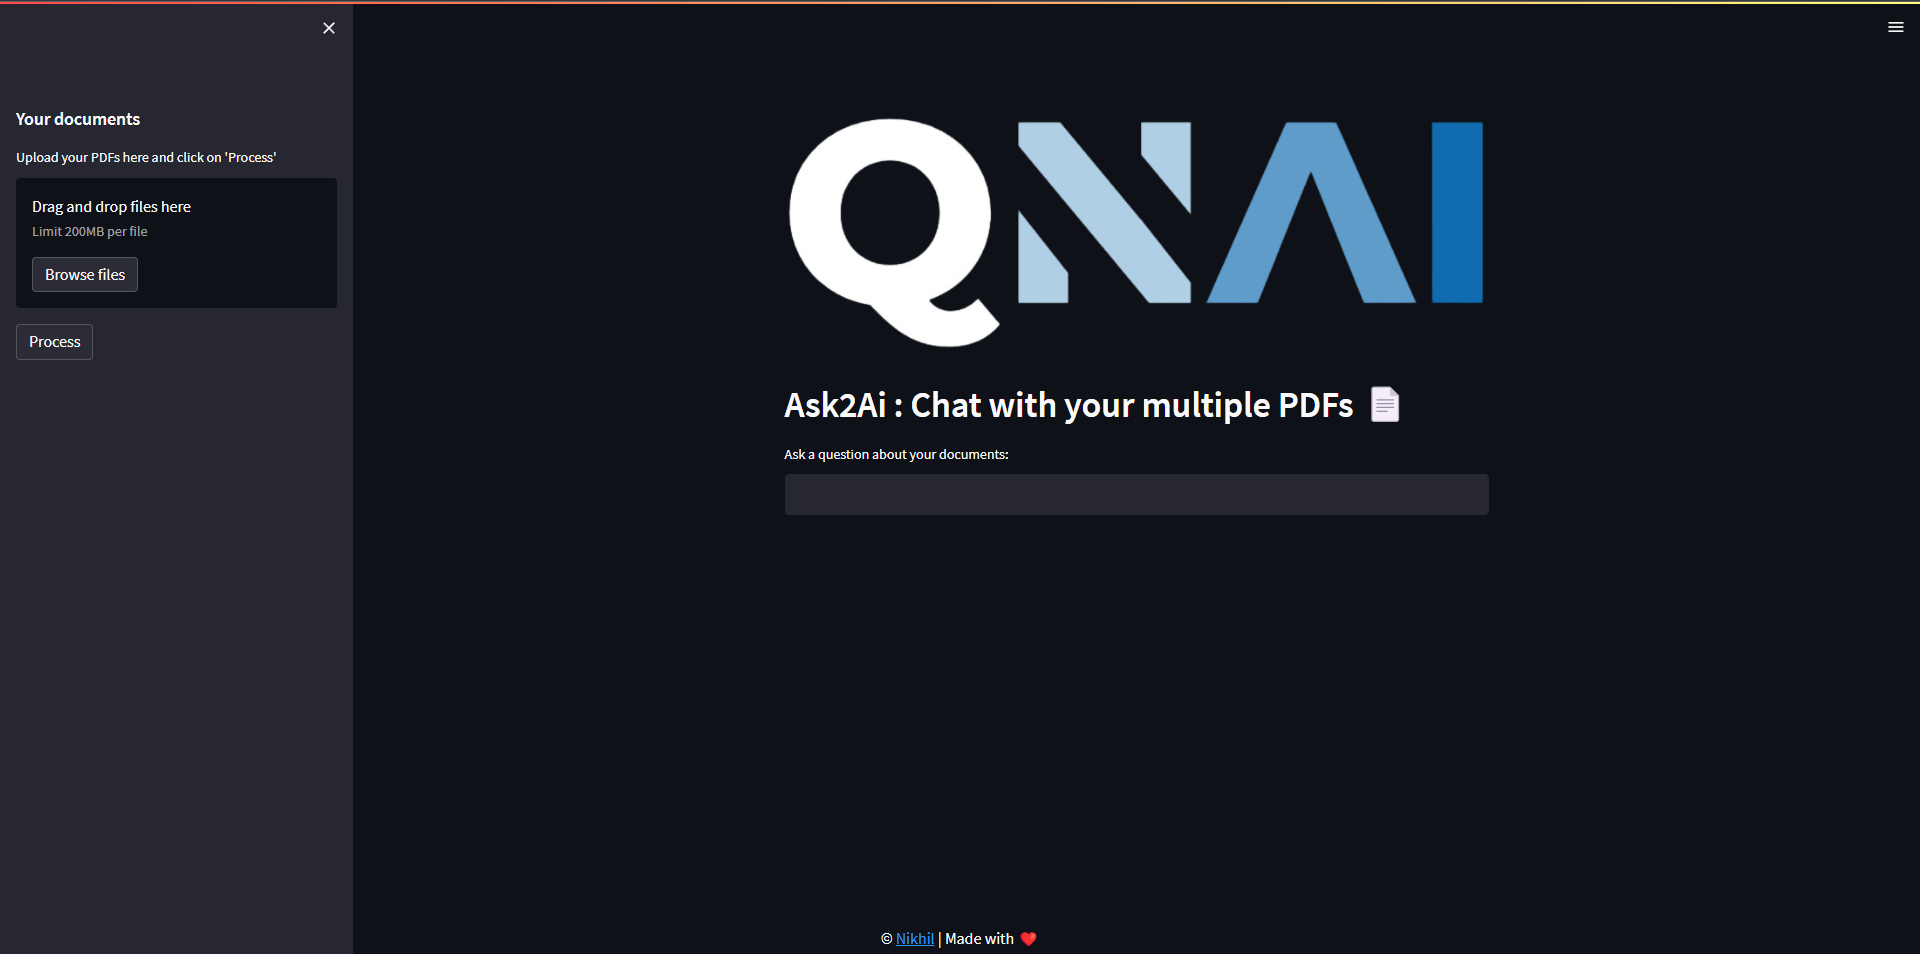 Your documents
Upload your PDFs here and click on 'Process'
Drag and drop files here
Limit 200MB per file
Browse files
Process
QNAI
Ask2Ai : Chat with your multiple PDFs
Ask a question about your documents:
© Nikhil | Made with ❤️